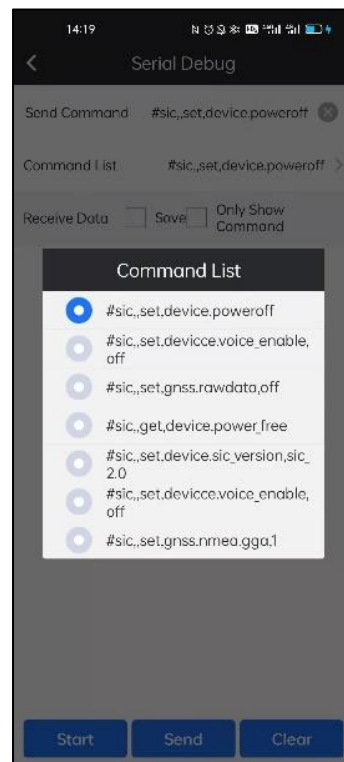 14:19
Serial Debug
Send Command #sic,,set,device.poweroff
Command List #sic,,set,device.poweroff
Receive Data Save Only Show
Command
Command List
#sic,,set,device.poweroff
#sic,,set,devicce.voice_enable,
off
#sic,,set,gnss.rawdata,off
#sic,,get,device.power_free
#sic,,set,device.sic_version,sic_
2.0
#sic,,set,devicce.voice_enable,
off
#sic,,set,gnss.nmea.gga,1
Start Send Clear